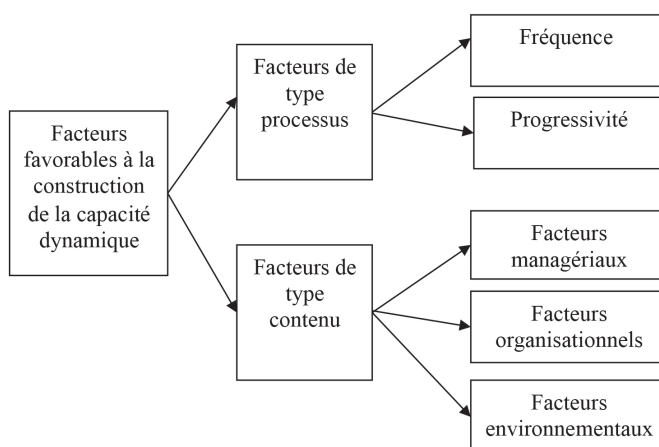 Facteurs
favorables à la
construction
de la capacité
dynamique
Facteurs de
type
processus
Fréquence
Progressivité
Facteurs de
type
contenu
Facteurs
managériaux
Facteurs
organisationnels
Facteurs
environnementaux